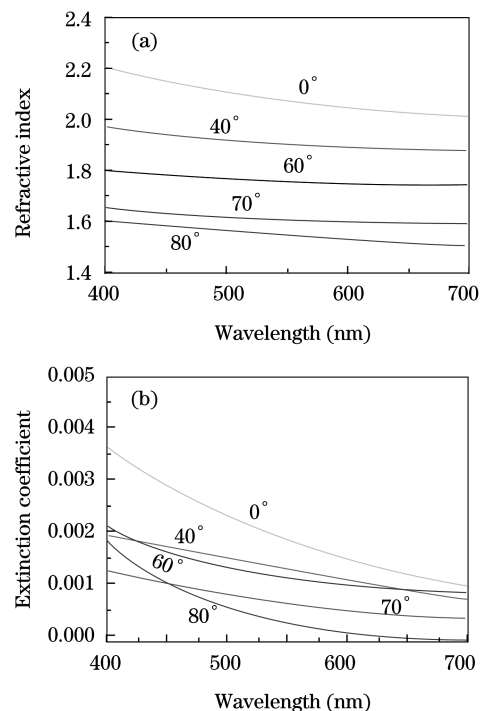 (a)
2.4
2.2
2.0
1.8
1.6
1.4
Refractive index
0°
40°
60°
70°
80°
400 500 600 700
Wavelength (nm)
(b)
0.005
0.004
0.003
0.002
0.001
0.000
Extinction coefficient
0°
40°
60°
70°
80°
400 500 600 700
Wavelength (nm)